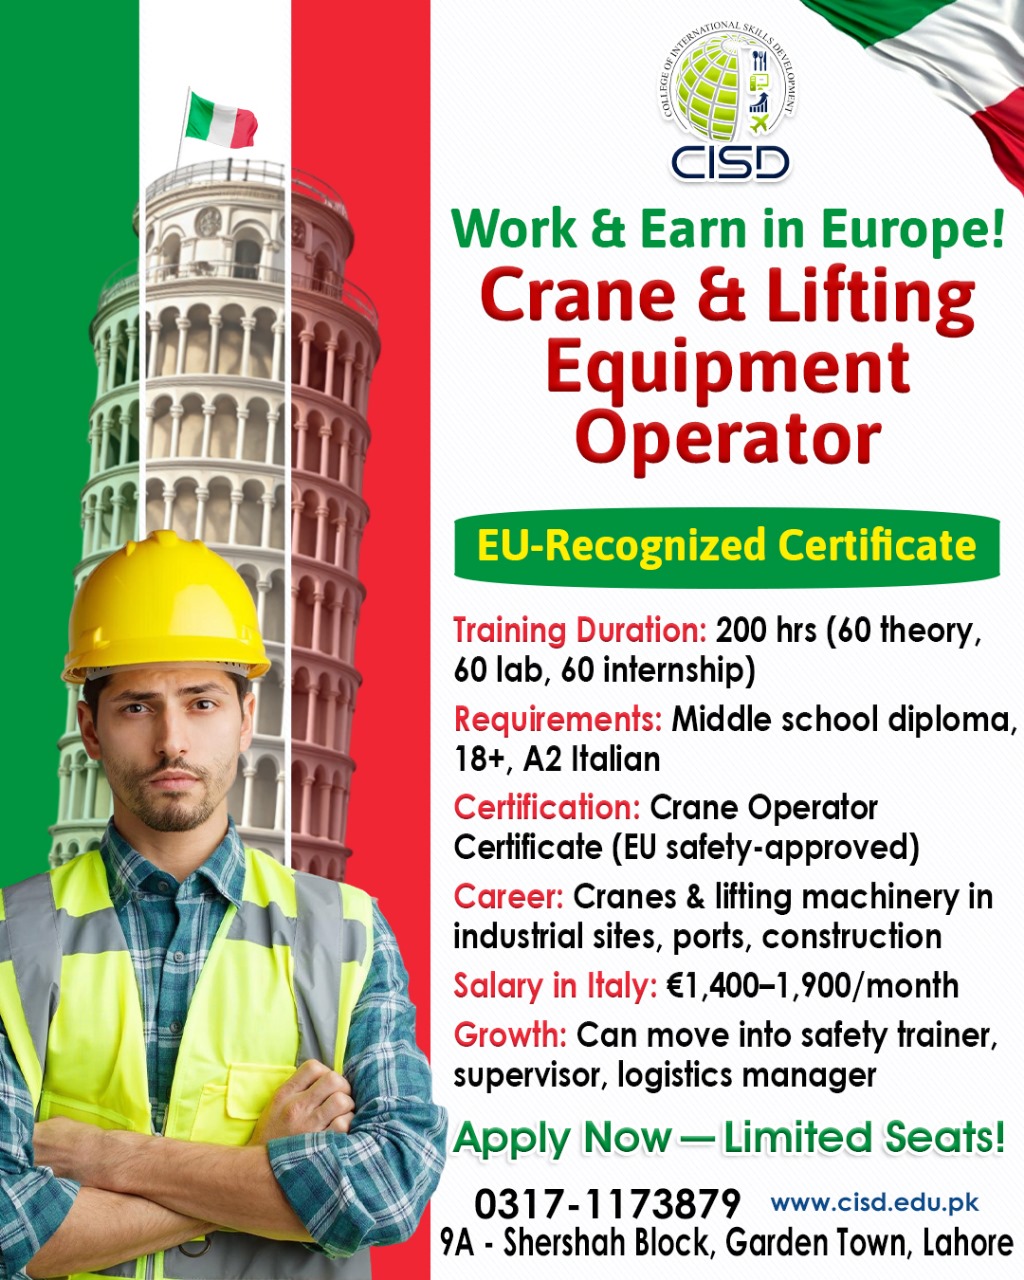 COLLEGE OF INTERNATIONAL SKILLS DEVELOPMENT
CISD
Work & Earn in Europe!
Crane & Lifting
Equipment
Operator
EU-Recognized Certificate
Training Duration: 200 hrs (60 theory,
60 lab, 60 internship)
Requirements: Middle school diploma,
18+, A2 Italian
Certification: Crane Operator
Certificate (EU safety-approved)
Career: Cranes & lifting machinery in
industrial sites, ports, construction
Salary in Italy: €1,400–1,900/month
Growth: Can move into safety trainer,
supervisor, logistics manager
Apply Now — Limited Seats!
0317-1173879 www.cisd.edu.pk
9A - Shershah Block, Garden Town, Lahore